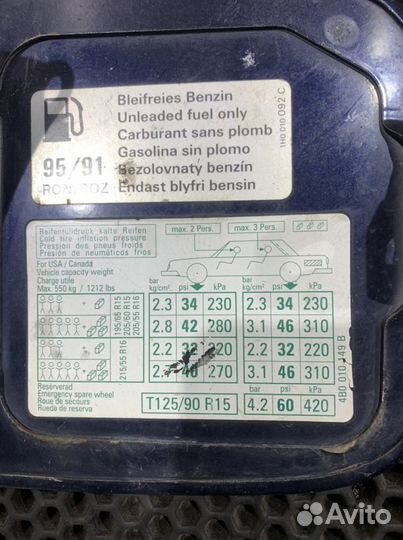 Bleifreies Benzin
Unleaded fuel only
Carburant sans plomb
Gasolina sin plomo
Bezolovnaty benzín
Endast blyfri bensin
95/91
1H0 010 092 C
Reifenfülldruck kalte Reifen
Cold tire inflation pressure
Pression des pneus froids
Presión de neumáticos fríos
For USA / Canada
Vehicle capacity weight
Charge utile
Max. 550 kg / 1212 lbs
max. 2 Pers.
max. 3 Pers.
bar kg/cm² psi kPa bar kg/cm² psi kPa
195/65 R15
205/60 R15
205/55 R16
2.3 34 230 2.3 34 230
2.8 42 280 3.1 46 310
215/55 R16
2.2 220 2.2 32 220
270 3.1 46 310
Reserverad
Emergency spare wheel
Roue de secours
Rueda de reserva
T125/90 R15
bar psi kPa
4.2 60 420
4B0 010 149 B
Avito